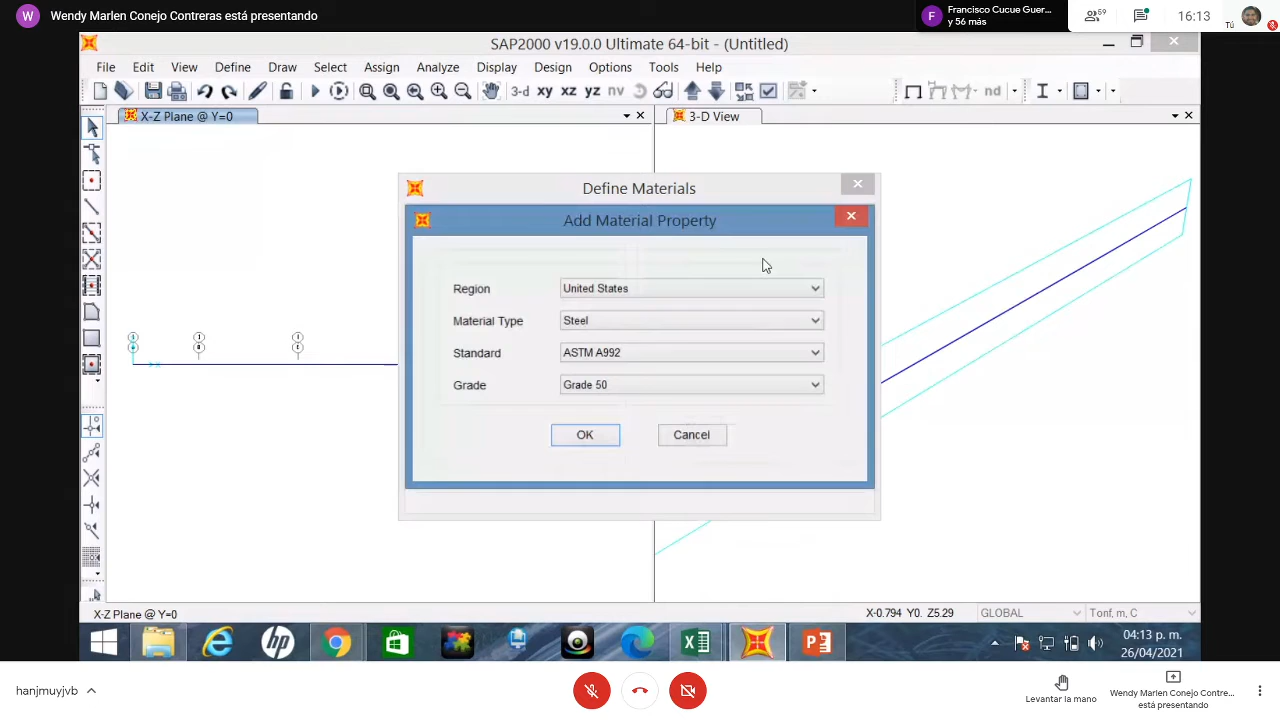 W Wendy Marlen Conejo Contreras está presentando
F Francisco Cucue Guer...
y 56 más
59
16:13
Tú
SAP2000 v19.0.0 Ultimate 64-bit - (Untitled)
File Edit View Define Draw Select Assign Analyze Display Design Options Tools Help
3-d xy xz yz nv nd
X-Z Plane @ Y=0
3-D View
Define Materials
Add Material Property
Region United States
Material Type Steel
Standard ASTM A992
Grade Grade 50
OK Cancel
X-Z Plane @ Y=0
X-0.794 Y0. Z5.29
GLOBAL
Tonf, m, C
04:13 p. m.
26/04/2021
hanjmuyjvb
Levantar la mano
Wendy Marlen Conejo Contre...
está presentando